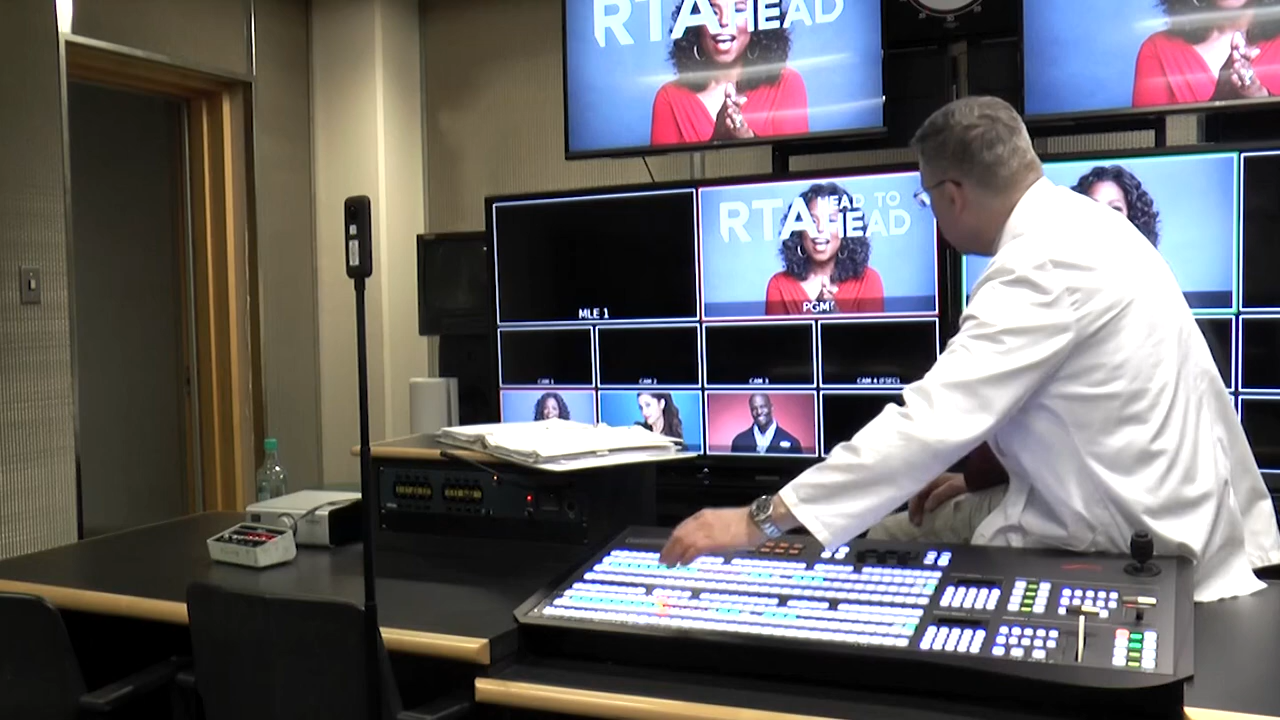 RTA HEAD
RTA HEAD TO
HEAD
MLE 1
PGM
CAM 1
CAM 2
CAM 3
CAM 4 (FSFC)